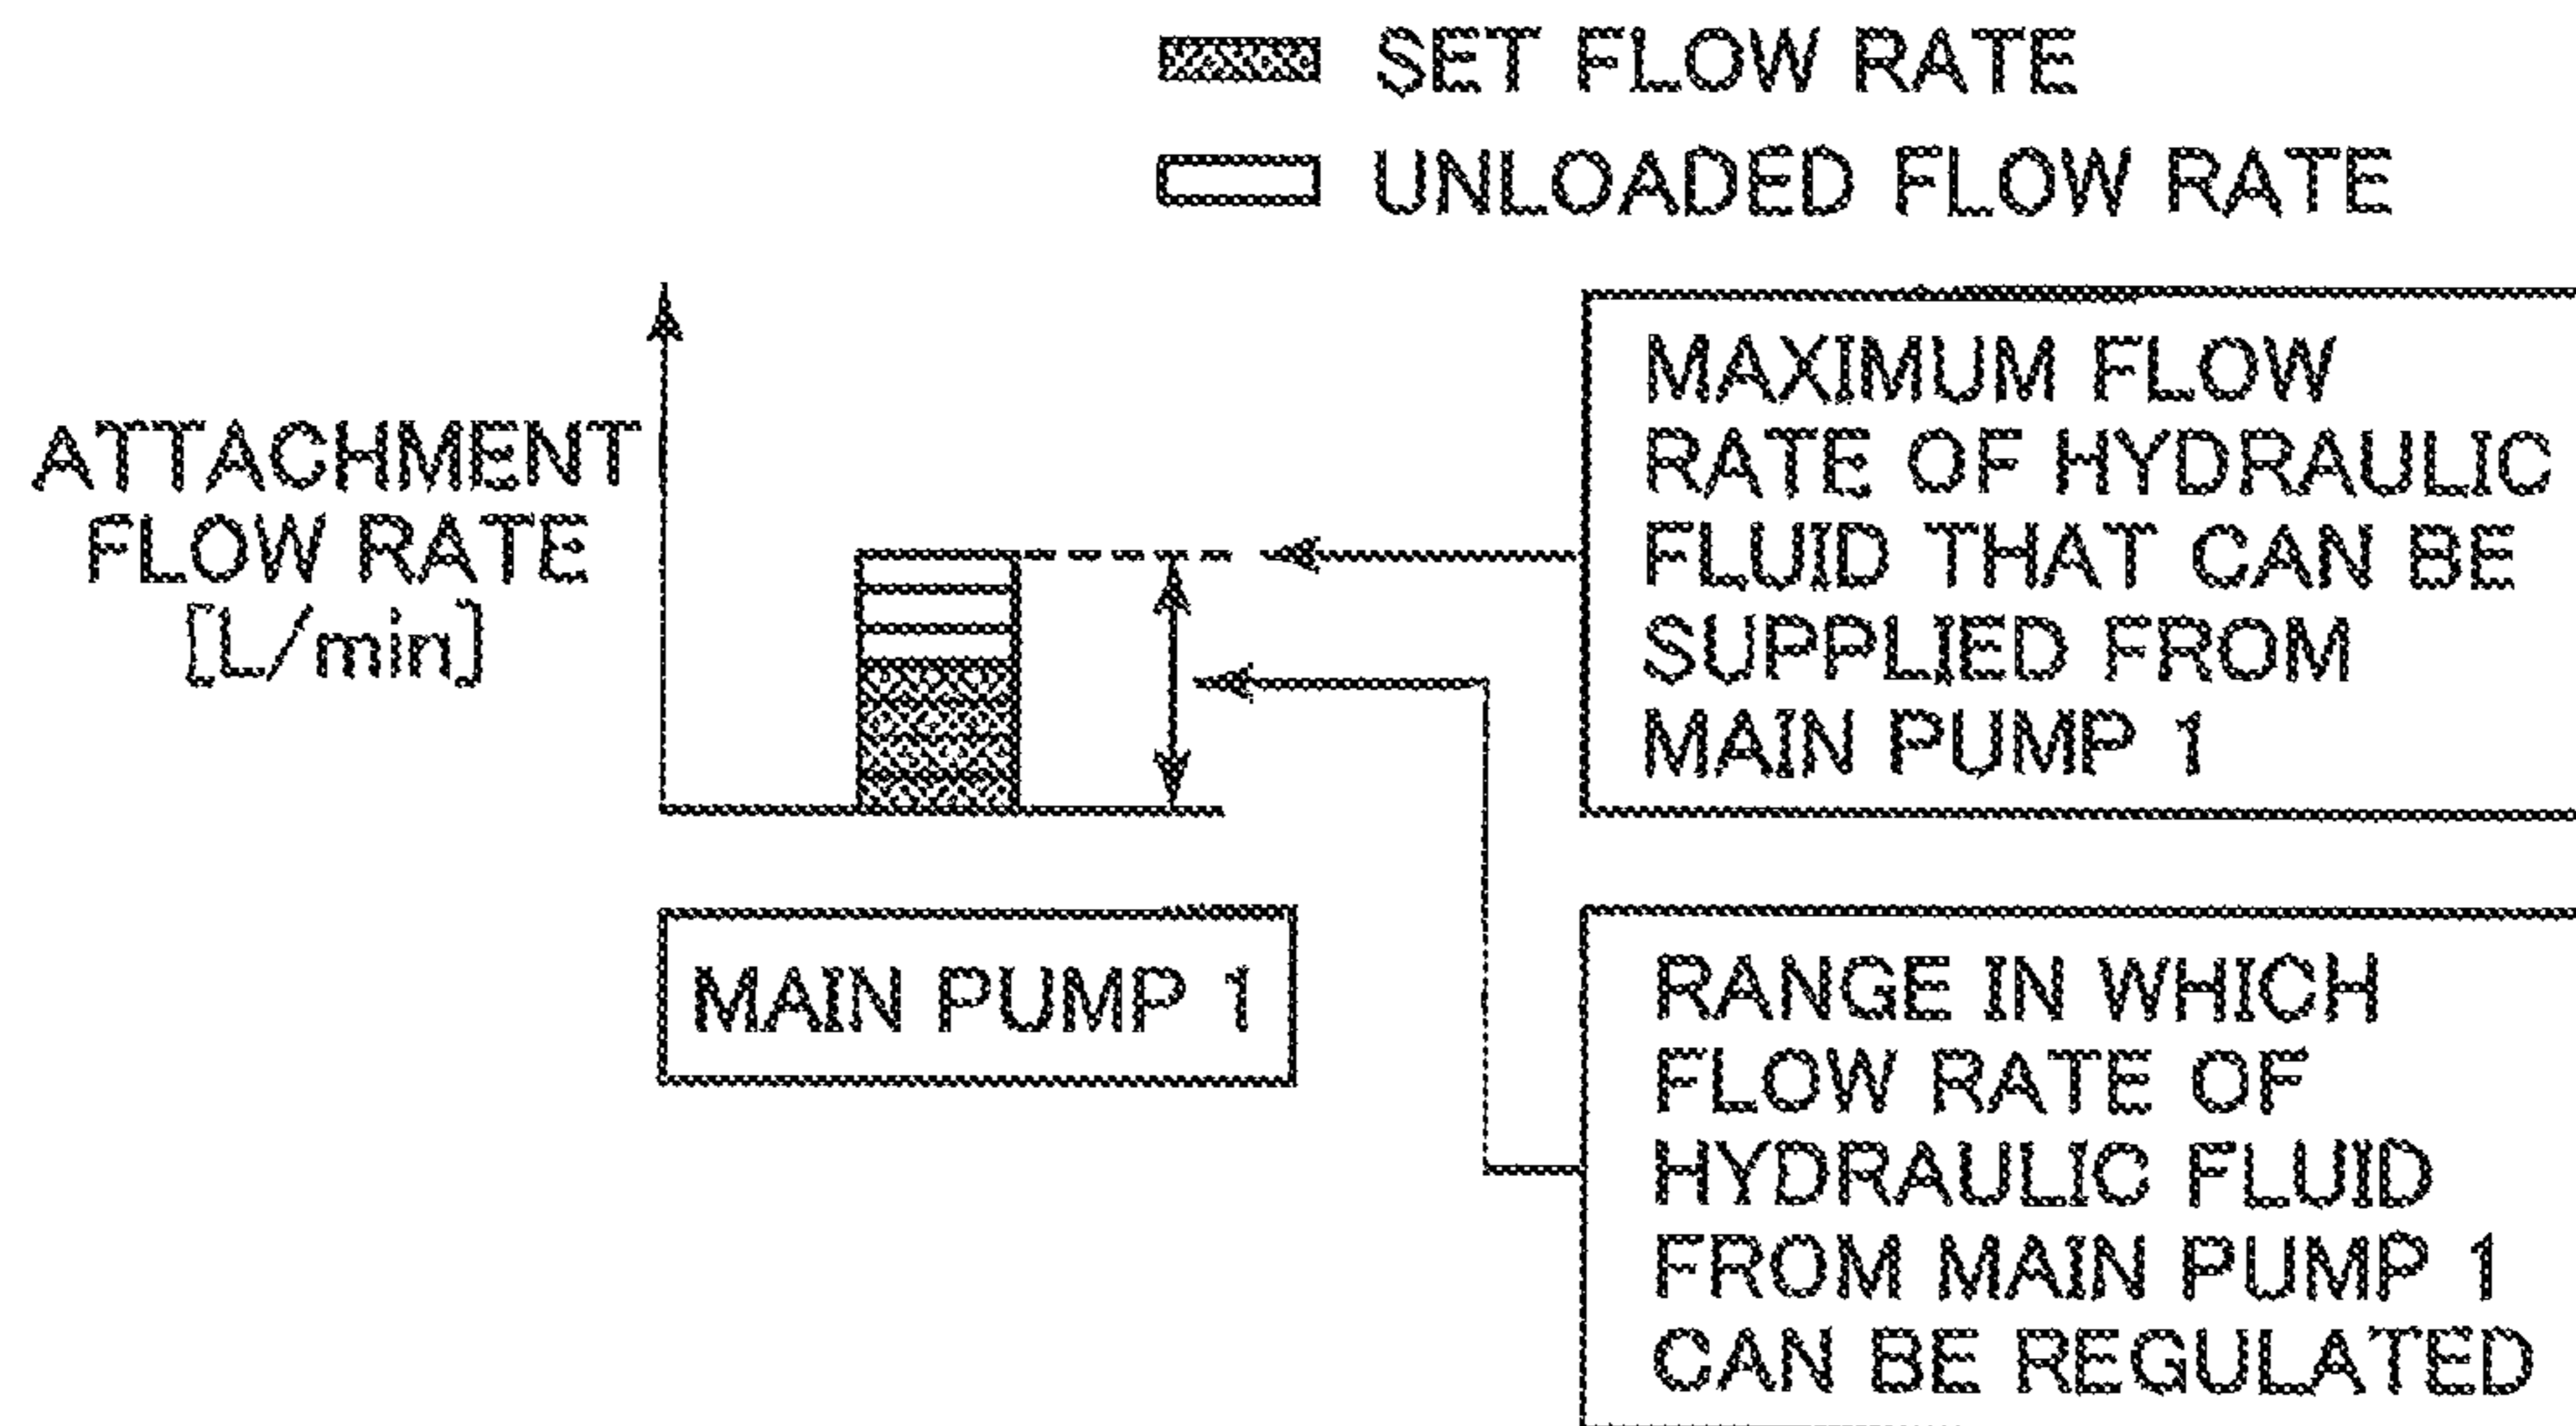 SET FLOW RATE
UNLOADED FLOW RATE
ATTACHMENT
FLOW RATE
[L/min]
MAXIMUM FLOW
RATE OF HYDRAULIC
FLUID THAT CAN BE
SUPPLIED FROM
MAIN PUMP 1
MAIN PUMP 1
RANGE IN WHICH
FLOW RATE OF
HYDRAULIC FLUID
FROM MAIN PUMP 1
CAN BE REGULATED